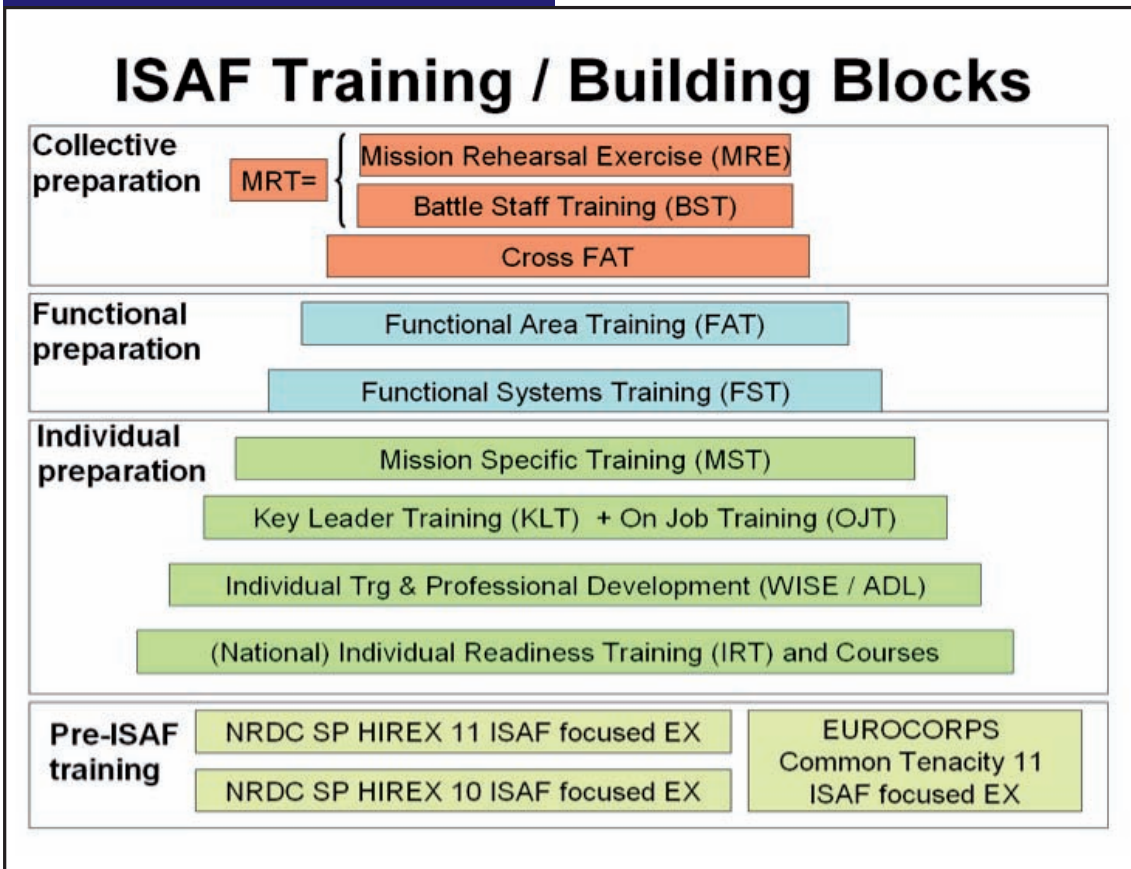 ISAF Training / Building Blocks
Collective
preparation
MRT=
Mission Rehearsal Exercise (MRE)
Battle Staff Training (BST)
Cross FAT
Functional
preparation
Functional Area Training (FAT)
Functional Systems Training (FST)
Individual
preparation
Mission Specific Training (MST)
Key Leader Training (KLT) + On Job Training (OJT)
Individual Trg & Professional Development (WISE / ADL)
(National) Individual Readiness Training (IRT) and Courses
Pre-ISAF
training
NRDC SP HIREX 11 ISAF focused EX
NRDC SP HIREX 10 ISAF focused EX
EUROCORPS
Common Tenacity 11
ISAF focused EX